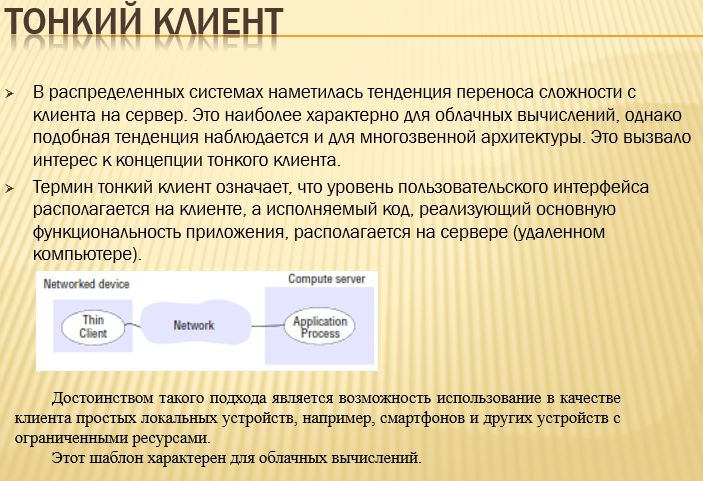 ТОНКИЙ КЛИЕНТ
В распределенных системах наметилась тенденция переноса сложности с
клиента на сервер. Это наиболее характерно для облачных вычислений, однако
подобная тенденция наблюдается и для многозвенной архитектуры. Это вызвало
интерес к концепции тонкого клиента.
Термин тонкий клиент означает, что уровень пользовательского интерфейса
располагается на клиенте, а исполняемый код, реализующий основную
функциональность приложения, располагается на сервере (удаленном
компьютере).
Networked device
Compute server
Thin
Client
Network
Application
Process
Достоинством такого подхода является возможность использование в качестве
клиента простых локальных устройств, например, смартфонов и других устройств с
ограниченными ресурсами.
Этот шаблон характерен для облачных вычислений.